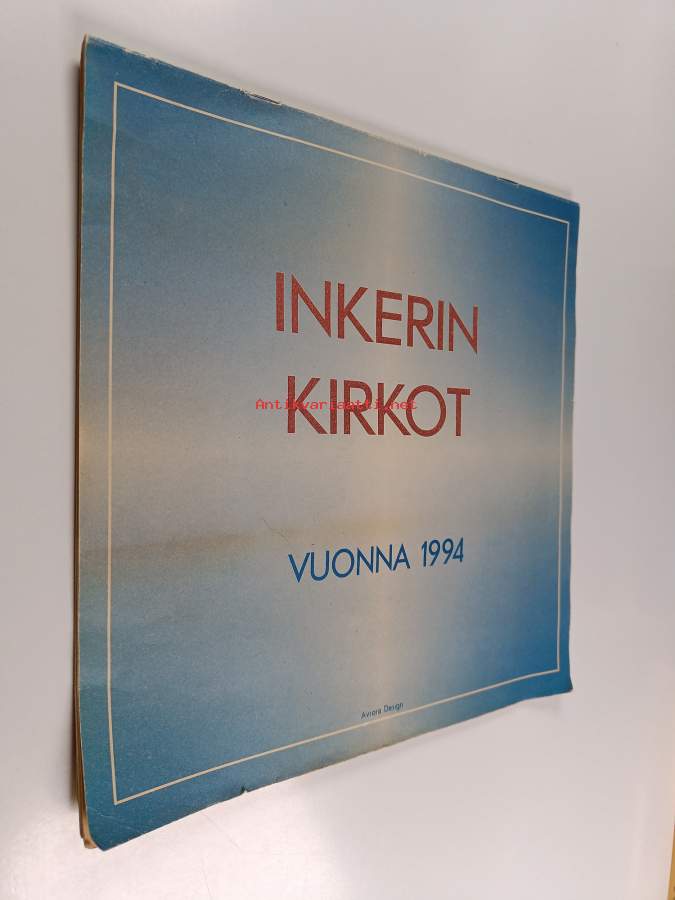 INKERIN
KIRKOT
Antikvariaatti.net
VUONNA 1994
Aviora Design